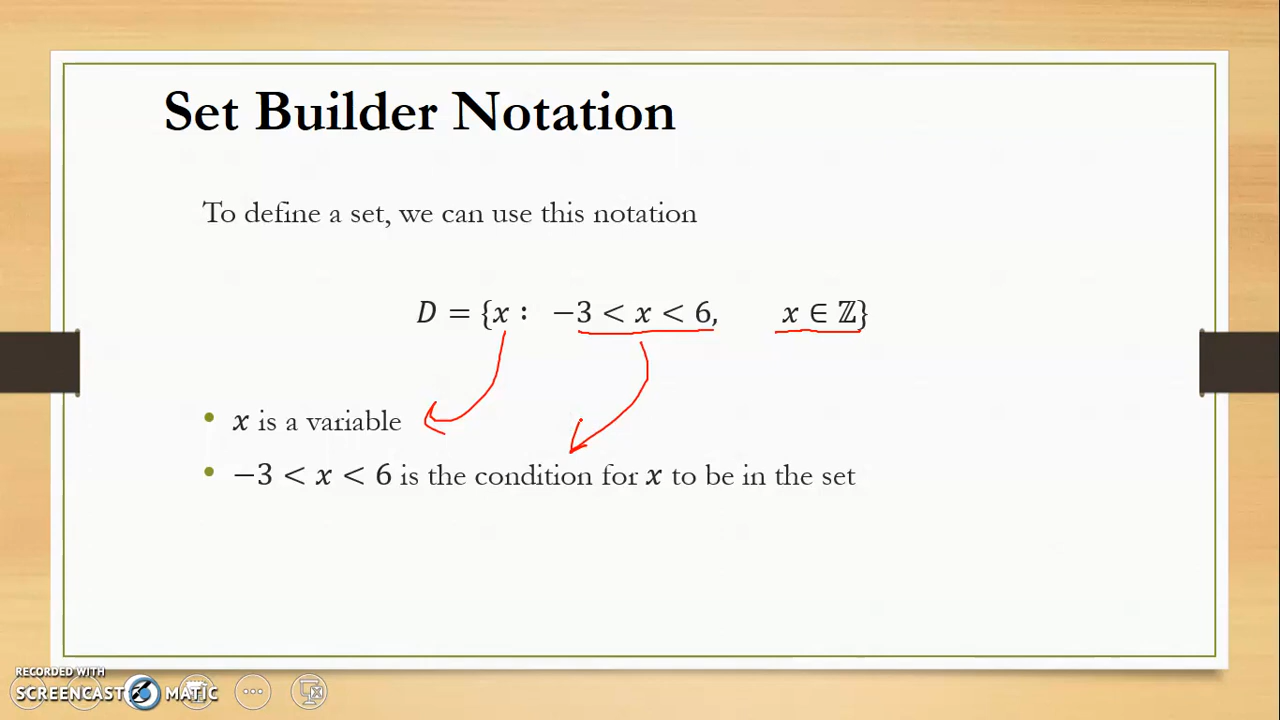 Set Builder Notation
To define a set, we can use this notation
D = {x : −3 < x < 6, x ∈ ℤ}
• x is a variable
• −3 < x < 6 is the condition for x to be in the set
RECORDED WITH
SCREENCAST MATIC